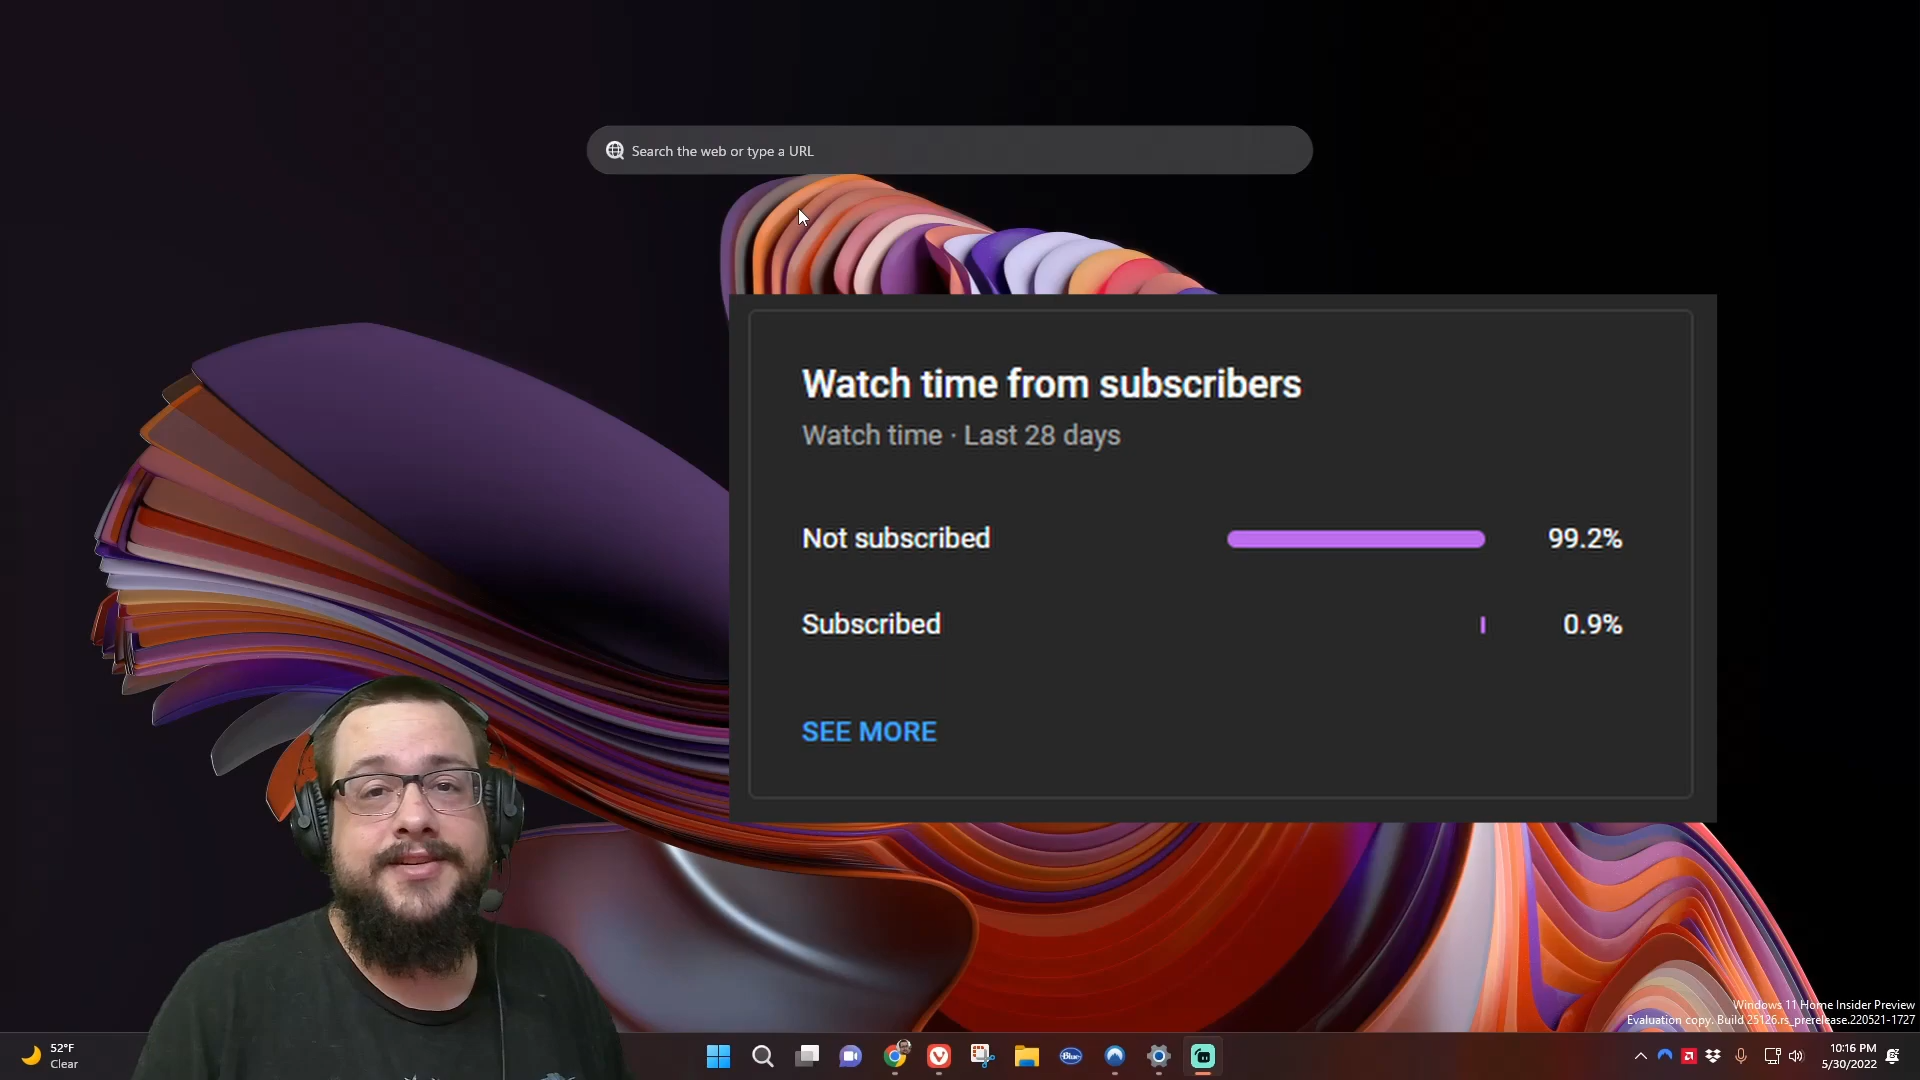 Search the web or type a URL
Watch time from subscribers
Watch time · Last 28 days
Not subscribed 99.2%
Subscribed 0.9%
SEE MORE
Windows 11 Home Insider Preview
Evaluation copy. Build 25126.rs_prerelease.220521-1727
52°F
Clear
Blue
10:16 PM
5/30/2022